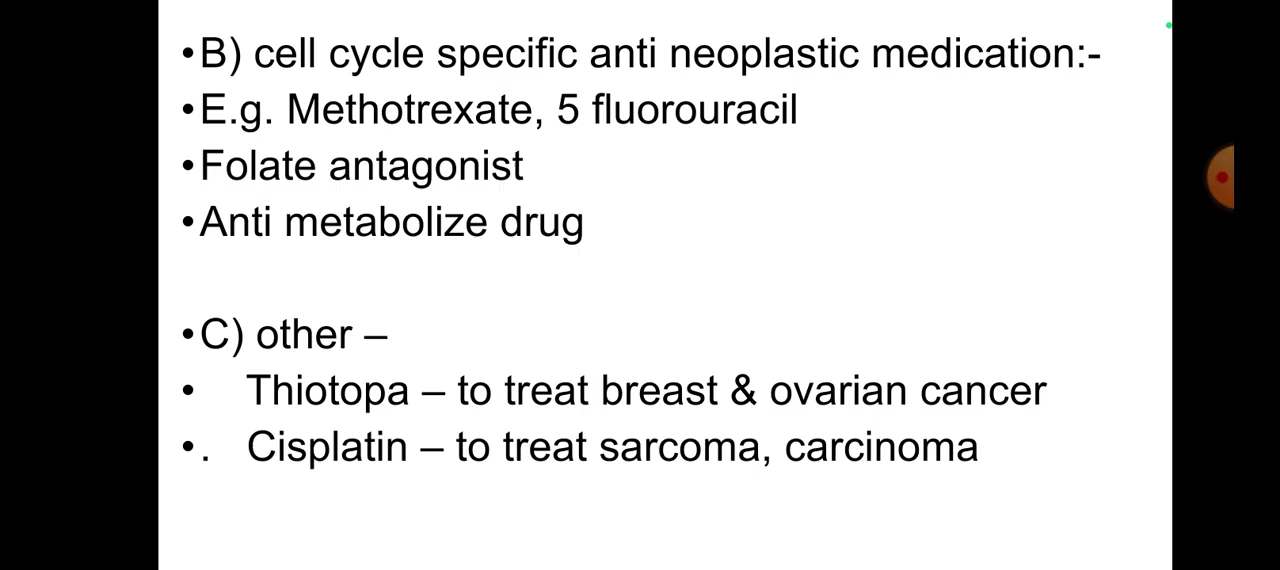 •B) cell cycle specific anti neoplastic medication:-
•E.g. Methotrexate, 5 fluorouracil
•Folate antagonist
•Anti metabolize drug
•C) other –
• Thiotopa – to treat breast & ovarian cancer
•. Cisplatin – to treat sarcoma, carcinoma